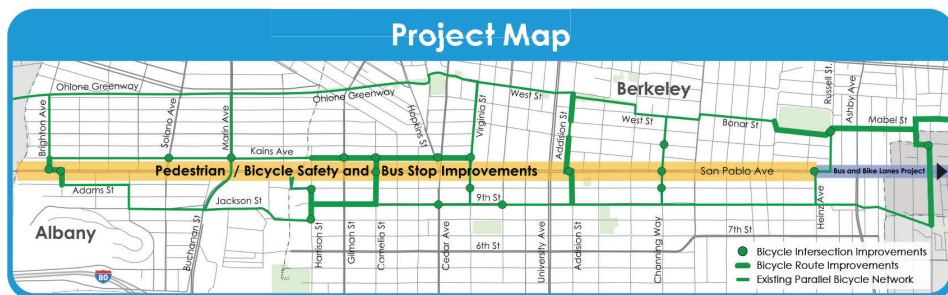 Project Map
Ohlone Greenway
Ohlone Greenway
Brighton Ave
Solano Ave
Marin Ave
Hopkins St
Virginia St
West St
Addision St
Berkeley
West St
Bonar St
Russell St
Ashby Ave
Mabel St
Kains Ave
Pedestrian / Bicycle Safety and Bus Stop Improvements
San Pablo Ave
Bus and Bike Lanes Project
Adams St
Jackson St
9th St
Albany
Buchanan St
Harrison St
Gilman St
Camelia St
Cedar Ave
6th St
University Ave
Addision St
Channing Way
7th St
Heinz Ave
80
Bicycle Intersection Improvements
Bicycle Route Improvements
Existing Parallel Bicycle Network